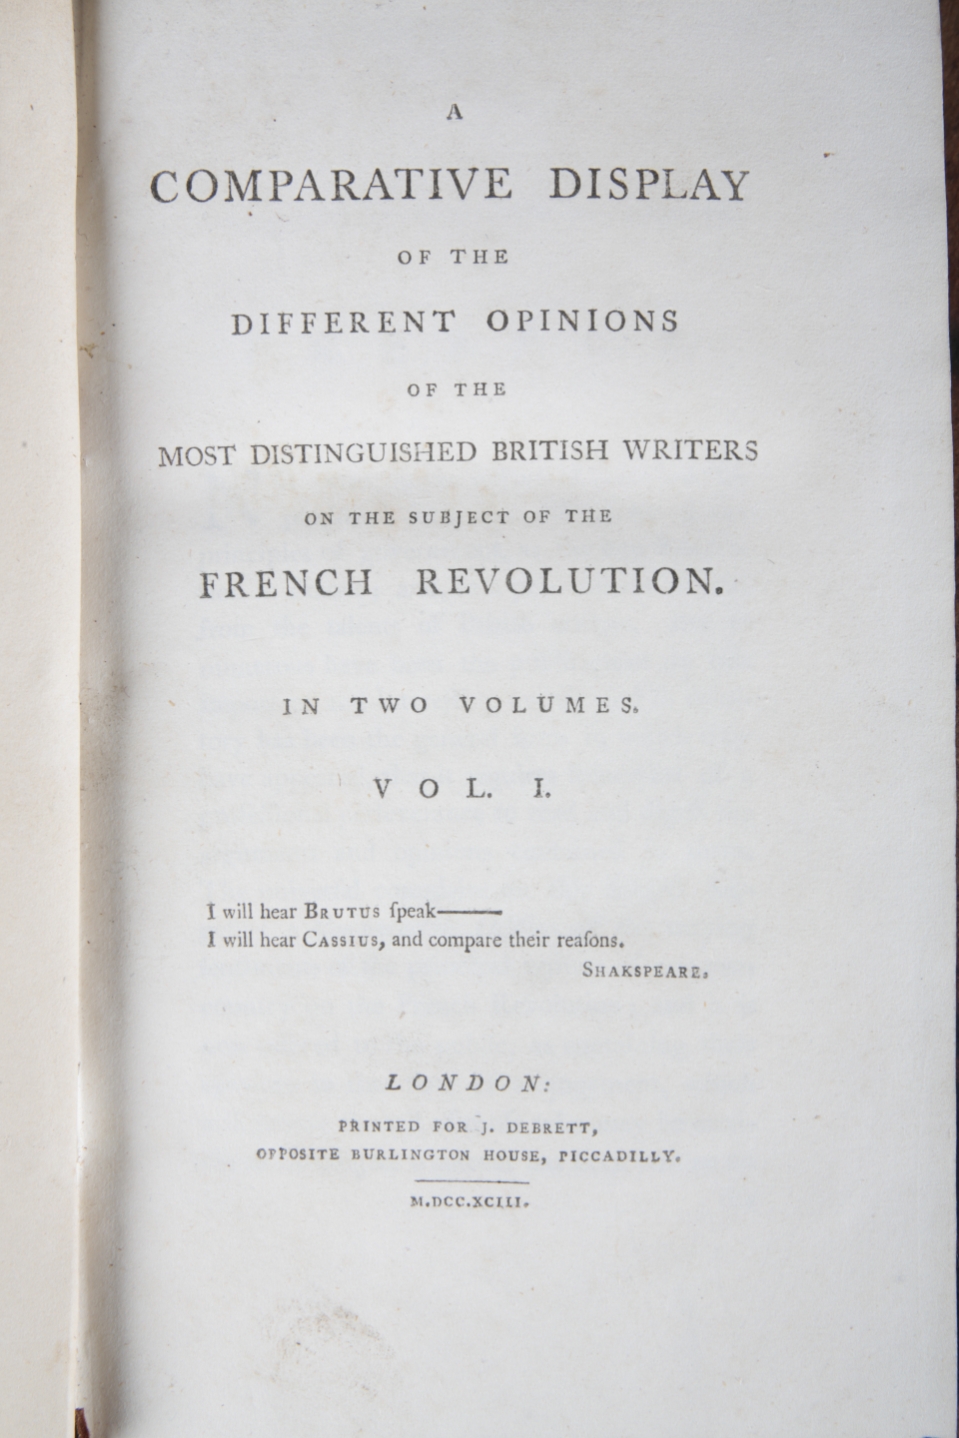 A
COMPARATIVE DISPLAY
OF THE
DIFFERENT OPINIONS
OF THE
MOST DISTINGUISHED BRITISH WRITERS
ON THE SUBJECT OF THE
FRENCH REVOLUTION.
IN TWO VOLUMES.
VOL. I.
I will hear BRUTUS ſpeak———
I will hear CASSIUS, and compare their reaſons.
SHAKSPEARE.
LONDON:
PRINTED FOR J. DEBRETT,
OPPOSITE BURLINGTON HOUSE, PICCADILLY.
M.DCC.XCIII.